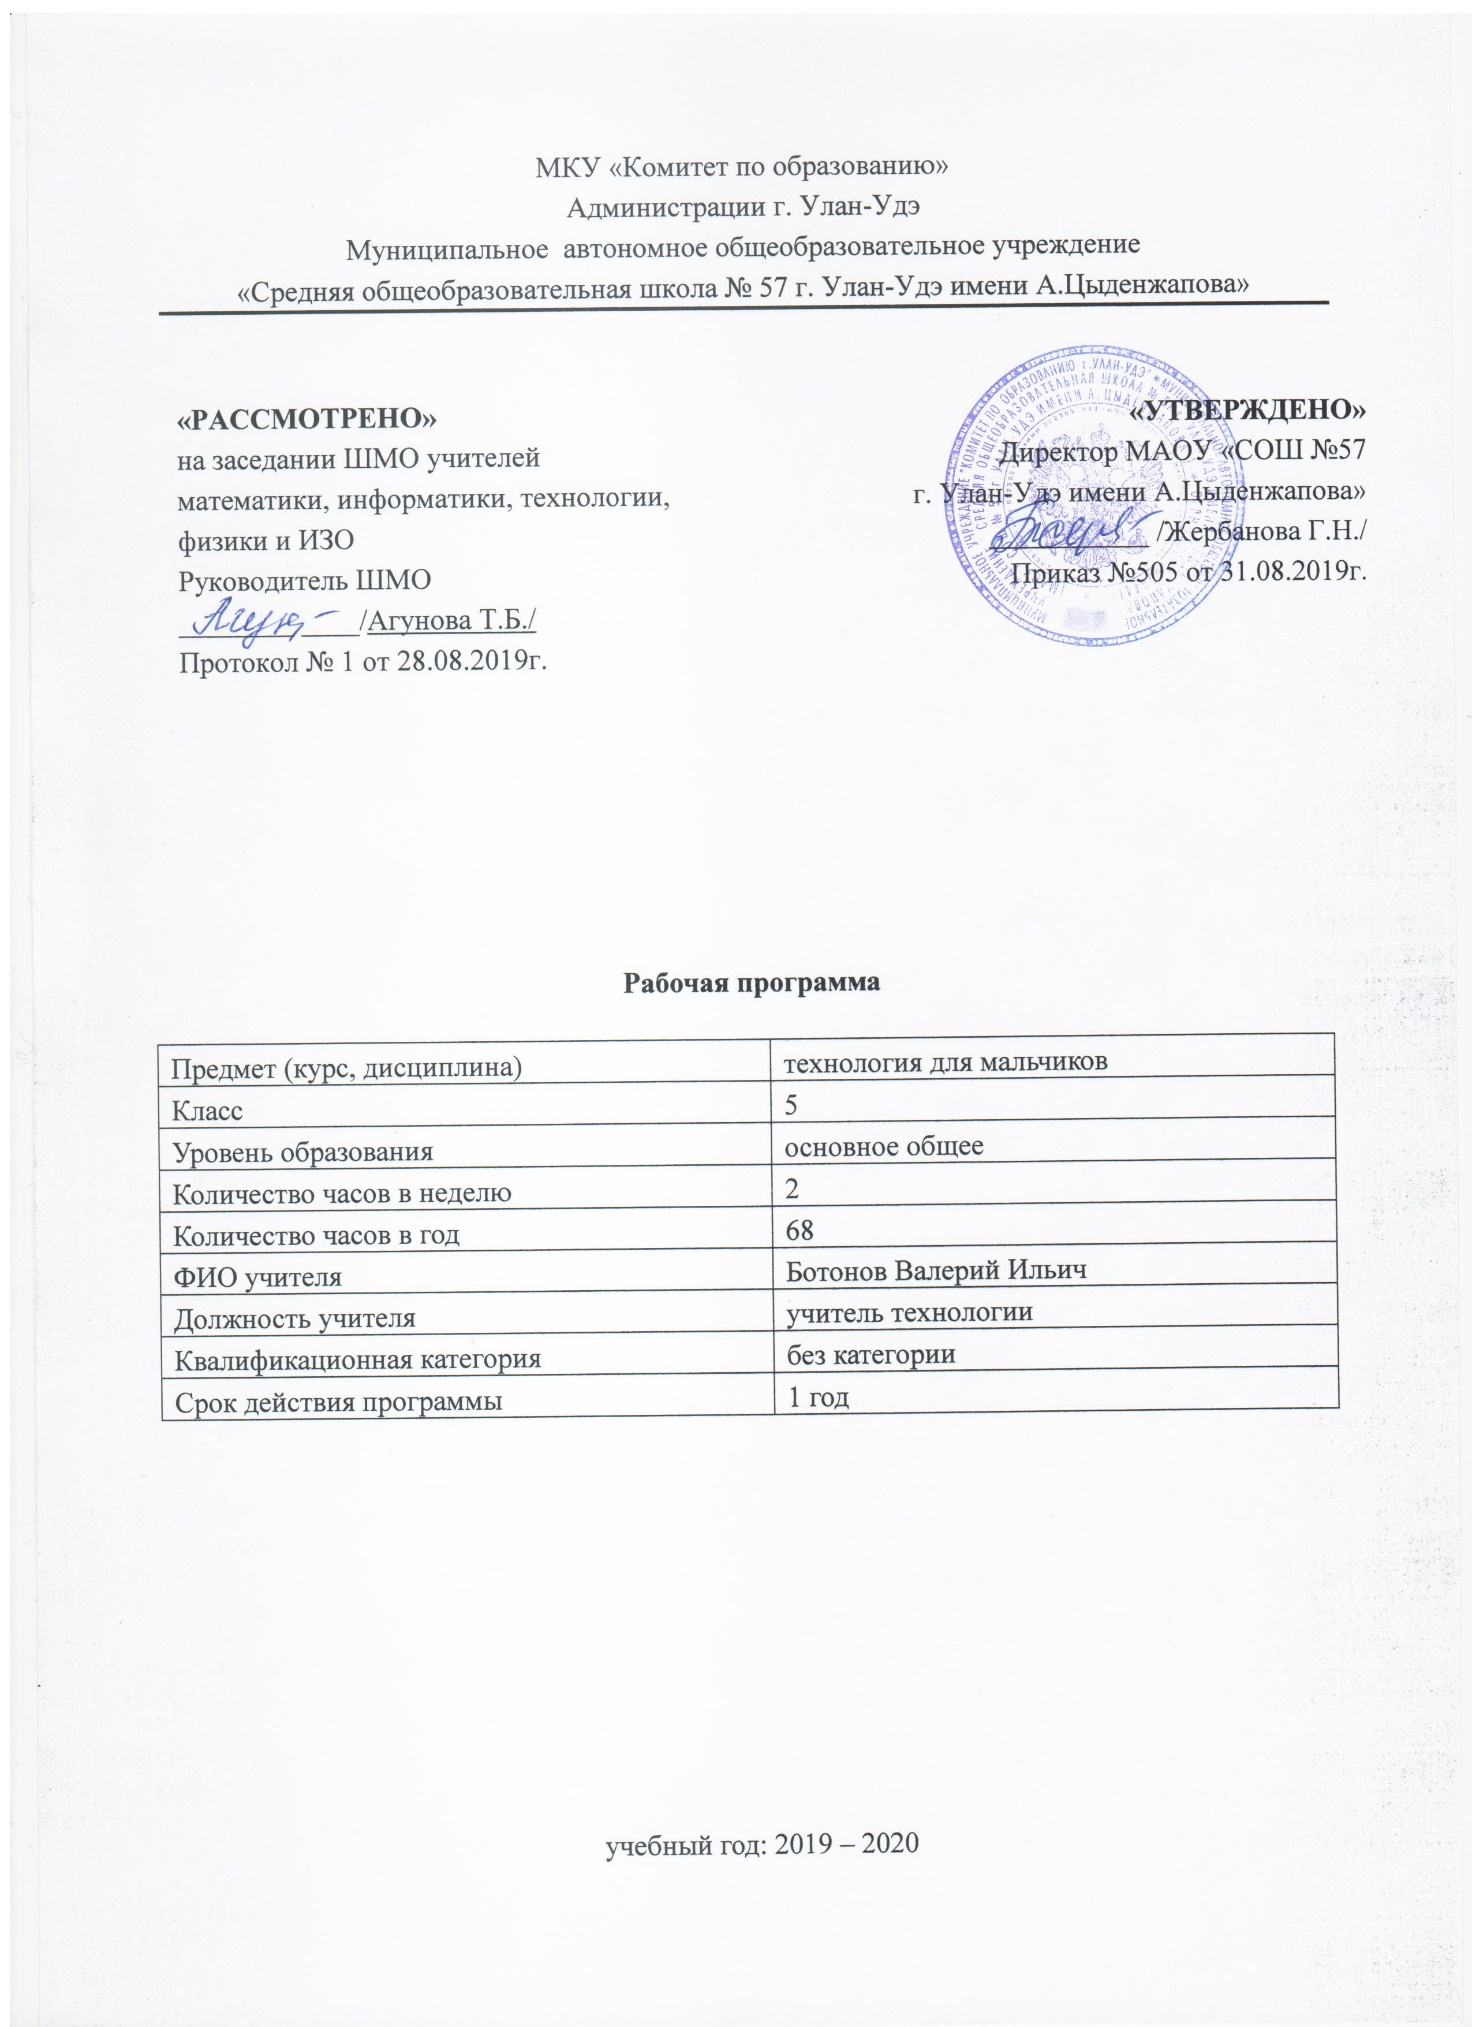 МКУ «Комитет по образованию»
Администрации г. Улан-Удэ
Муниципальное автономное общеобразовательное учреждение
«Средняя общеобразовательная школа № 57 г. Улан-Удэ имени А.Цыденжапова»
«РАССМОТРЕНО»
на заседании ШМО учителей
математики, информатики, технологии,
физики и ИЗО
Руководитель ШМО
/Агунова Т.Б./
Протокол № 1 от 28.08.2019г.
«УТВЕРЖДЕНО»
Директор МАОУ «СОШ №57
г. Улан-Удэ имени А.Цыденжапова»
/Жербанова Г.Н./
Приказ №505 от 31.08.2019г.
Рабочая программа
Предмет (курс, дисциплина) технология для мальчиков
Класс 5
Уровень образования основное общее
Количество часов в неделю 2
Количество часов в год 68
ФИО учителя Ботонов Валерий Ильич
Должность учителя учитель технологии
Квалификационная категория без категории
Срок действия программы 1 год
учебный год: 2019 – 2020